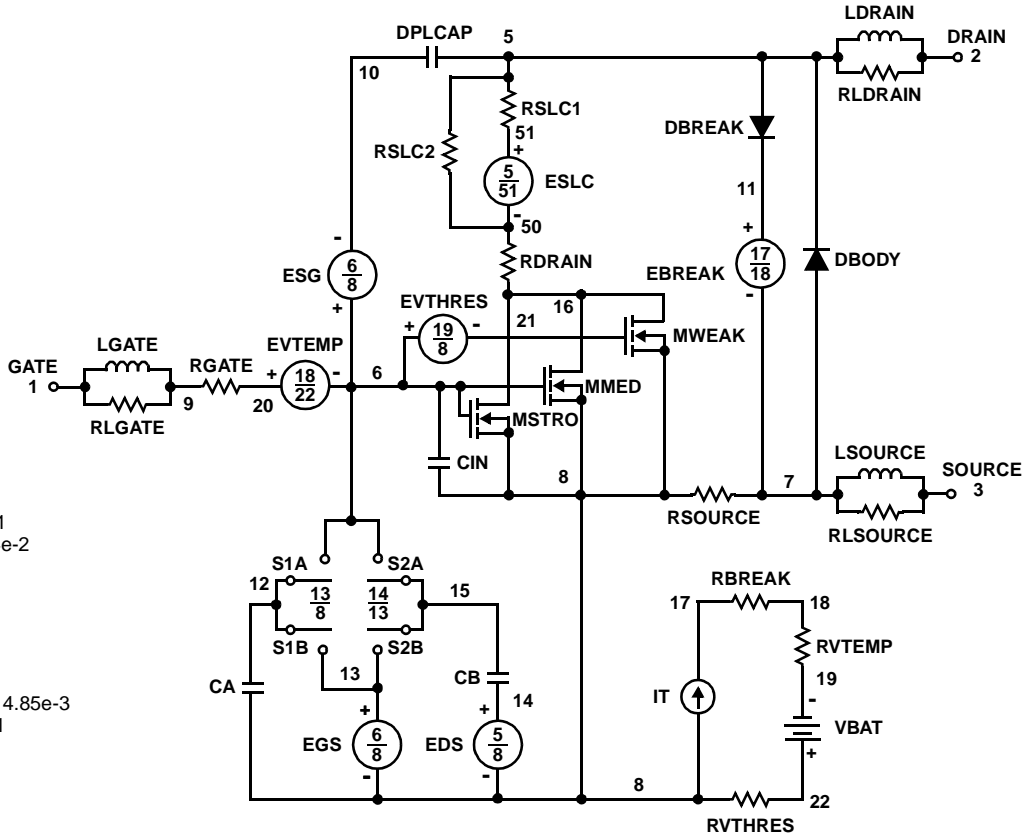 LDRAIN
DPLCAP 5 DRAIN
10 2
RLDRAIN
RSLC1
DBREAK
51
+
RSLC2
5
51
ESLC
11
-
50
-
+
17
18
RDRAIN
DBODY
6
8
EBREAK
ESG
-
EVTHRES
16
+
+ 19
8 -
21
MWEAK
LGATE
EVTEMP
GATE
RGATE
1
+ 18
22 -
6
MMED
9
20
MSTRO
RLGATE
LSOURCE
CIN
8
7
SOURCE
3
RSOURCE
RLSOURCE
e-2
S1A
S2A
RBREAK
12
13
8
14
13
15
17
18
S1B
S2B
RVTEMP
13
CB
19
CA
14
IT
-
4.85e-3
+
+
VBAT
EGS
6
8
EDS
5
8
+
-
-
8
22
RVTHRES